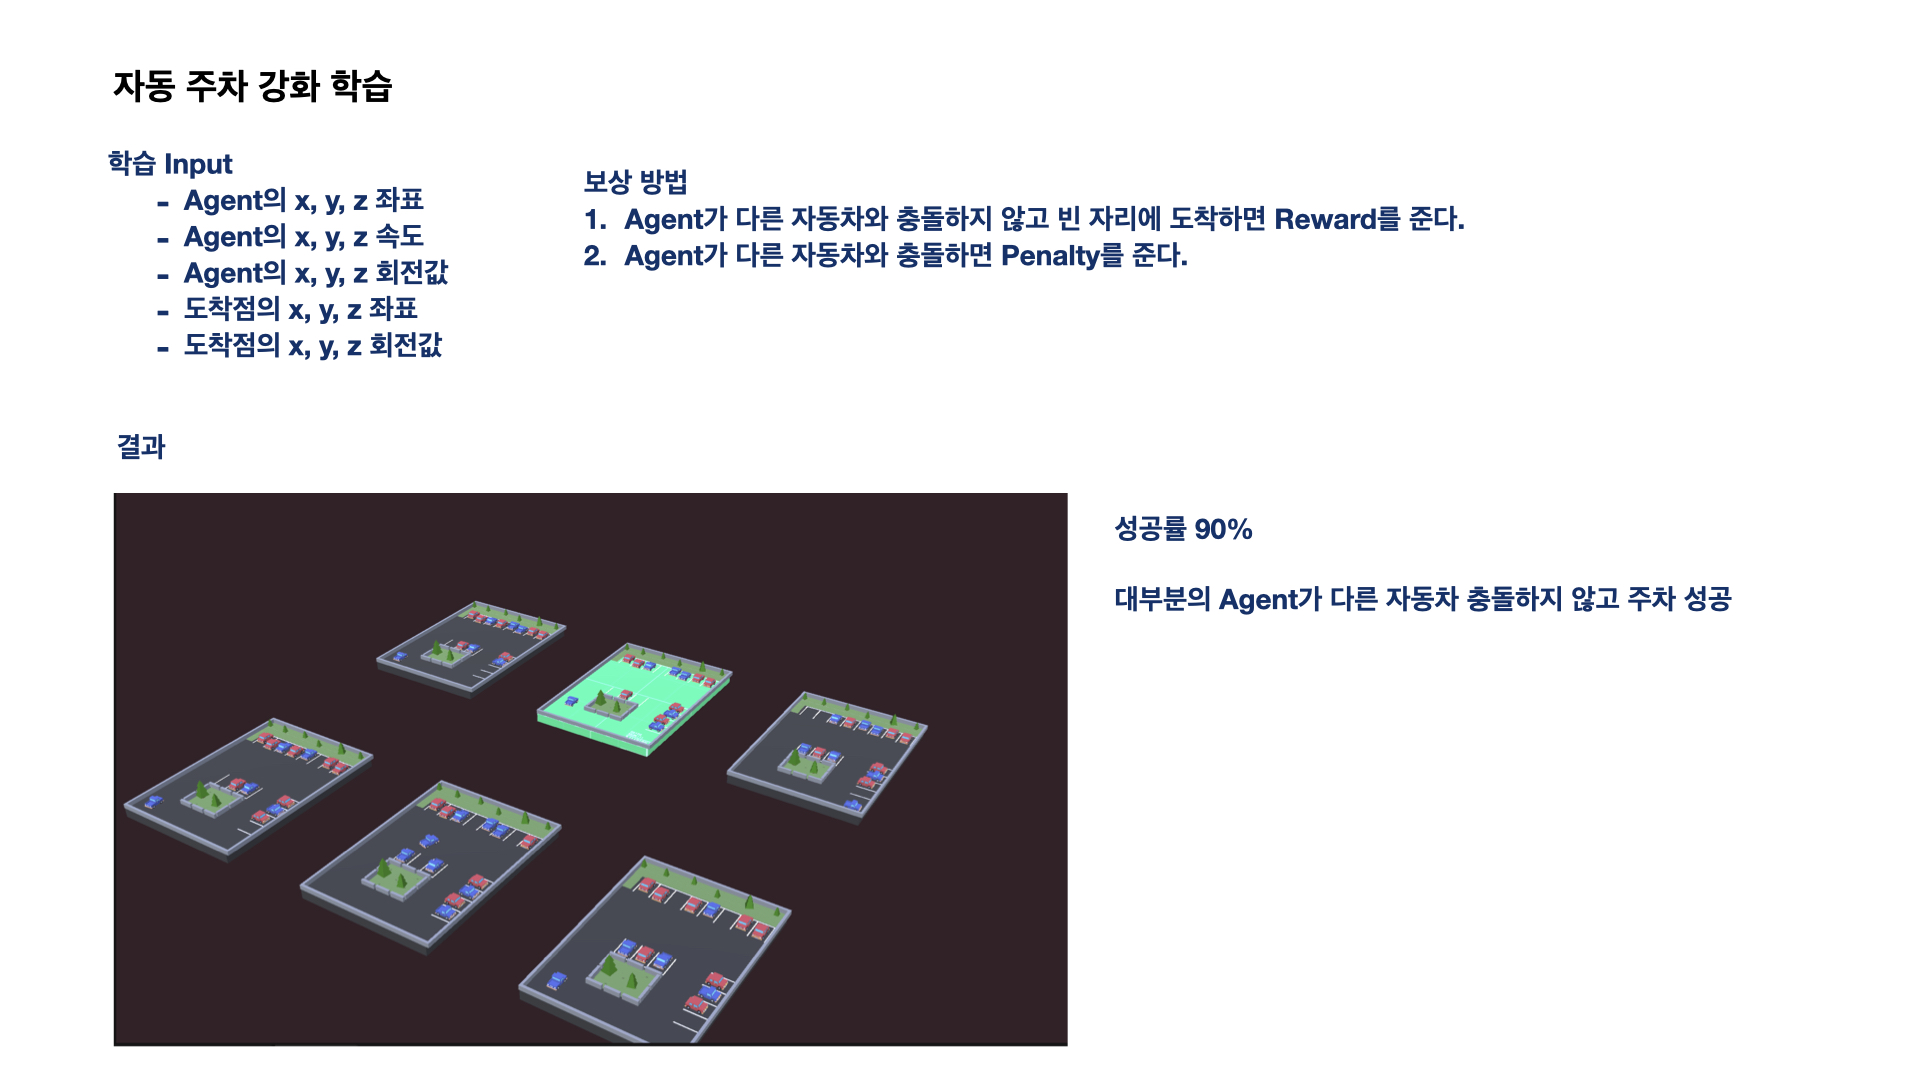 자동 주차 강화 학습
학습 Input
- Agent의 x, y, z 좌표
- Agent의 x, y, z 속도
- Agent의 x, y, z 회전값
- 도착점의 x, y, z 좌표
- 도착점의 x, y, z 회전값
보상 방법
1. Agent가 다른 자동차와 충돌하지 않고 빈 자리에 도착하면 Reward를 준다.
2. Agent가 다른 자동차와 충돌하면 Penalty를 준다.
결과
성공률 90%
대부분의 Agent가 다른 자동차 충돌하지 않고 주차 성공